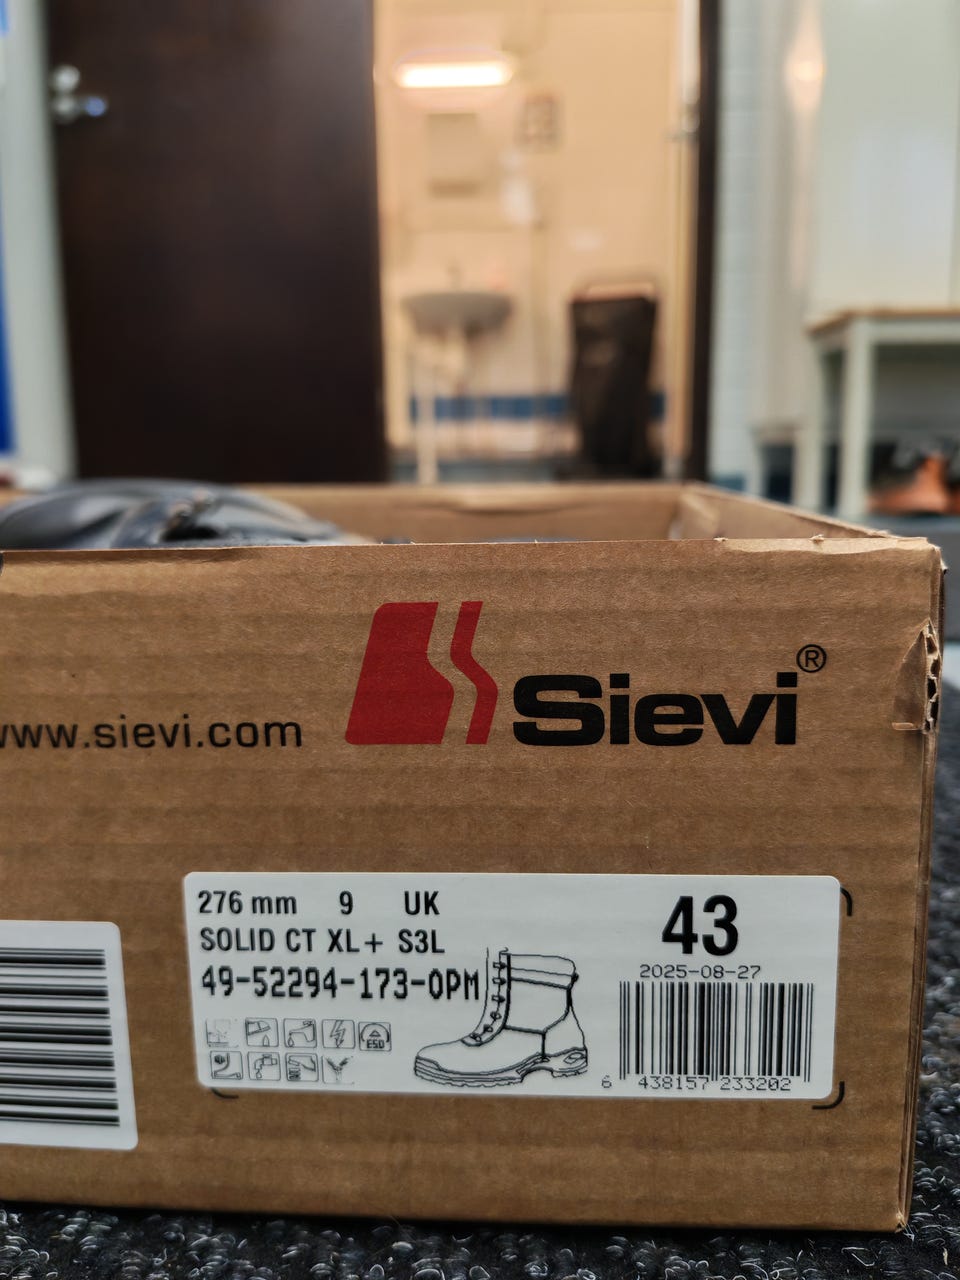 Sievi®
www.sievi.com
276 mm 9 UK
SOLID CT XL+ S3L
49-52294-173-0PM
ESD
43
2025-08-27
6 438157 233202